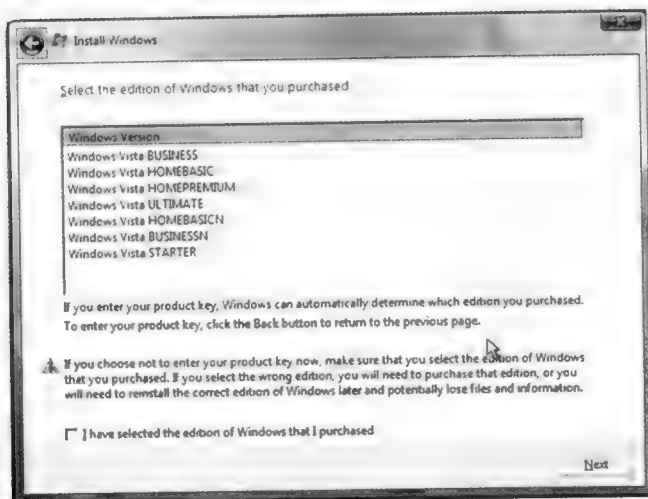 Install Windows
Select the edition of Windows that you purchased
Windows Version
Windows Vista BUSINESS
Windows Vista HOMEBASIC
Windows Vista HOMEPREMIUM
Windows Vista ULTIMATE
Windows Vista HOMEBASICN
Windows Vista BUSINESSN
Windows Vista STARTER
If you enter your product key, Windows can automatically determine which edition you purchased.
To enter your product key, click the Back button to return to the previous page.
If you choose not to enter your product key now, make sure that you select the edition of Windows
that you purchased. If you select the wrong edition, you will need to purchase that edition, or you
will need to reinstall the correct edition of Windows later and potentially lose files and information.
I have selected the edition of Windows that I purchased
Next